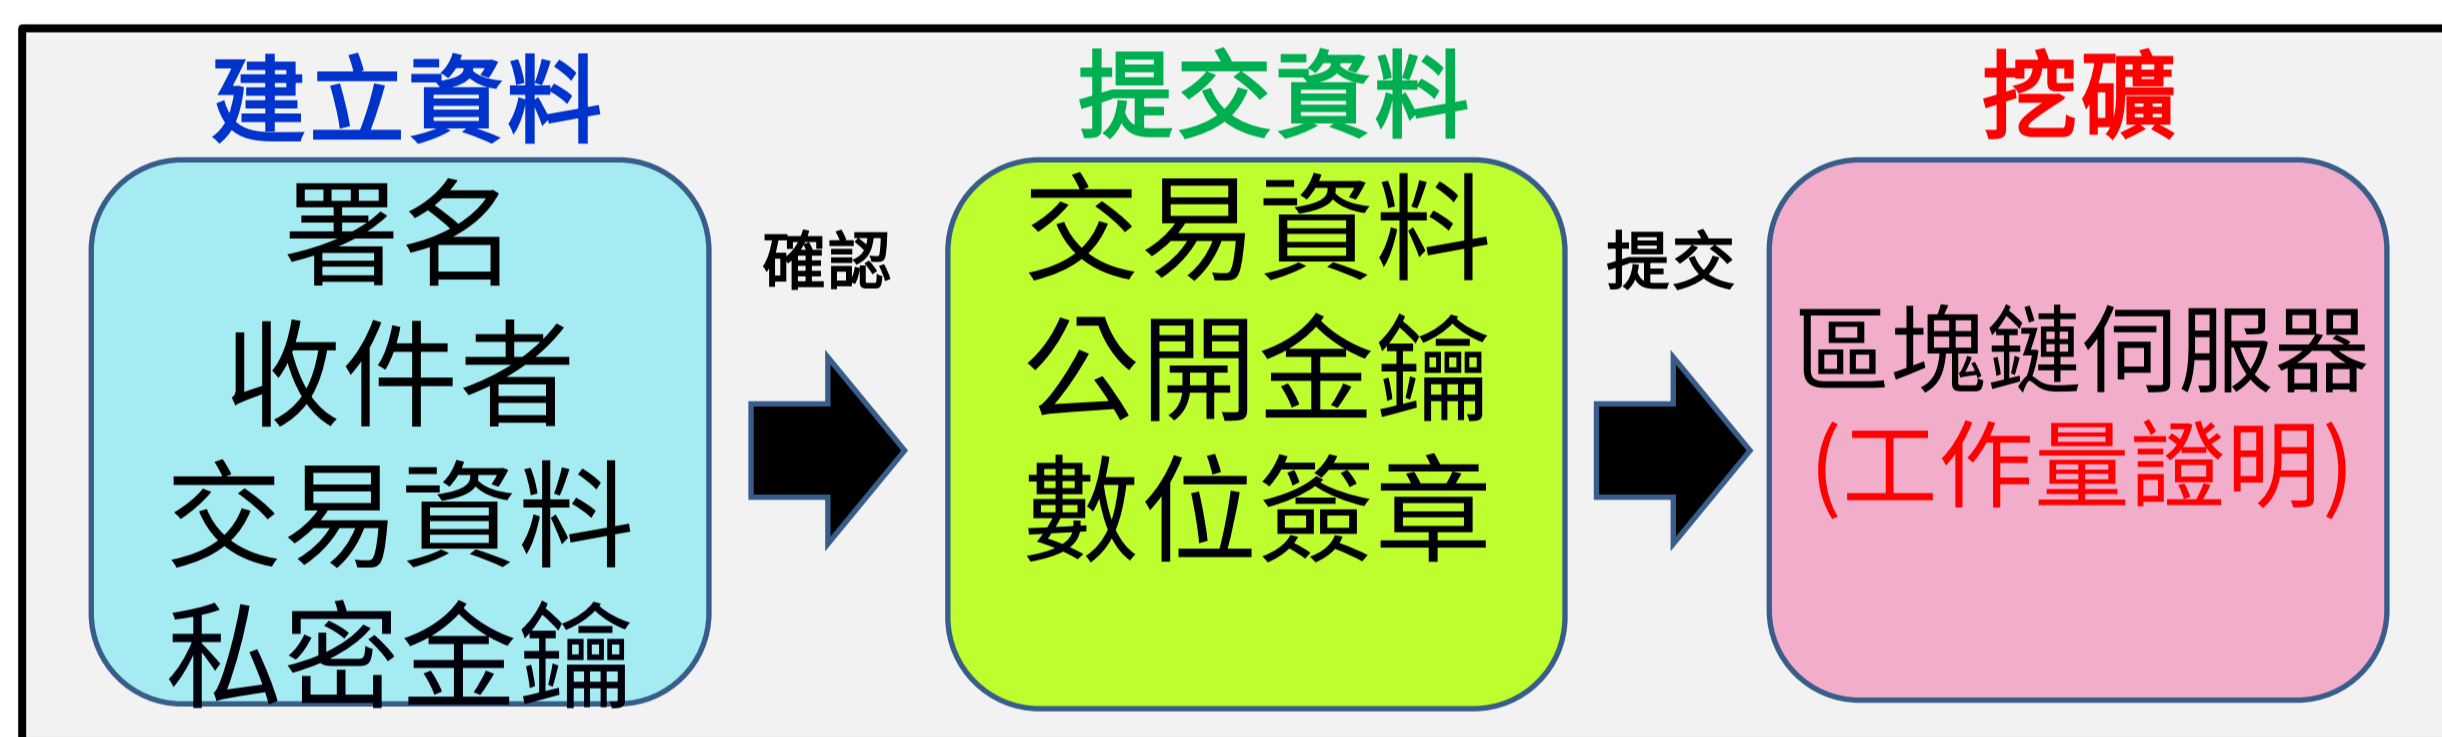 建立資料
署名
收件者
交易資料
私密金鑰
確認
提交資料
交易資料
公開金鑰
數位簽章
提交
挖礦
區塊鏈伺服器
(工作量證明)